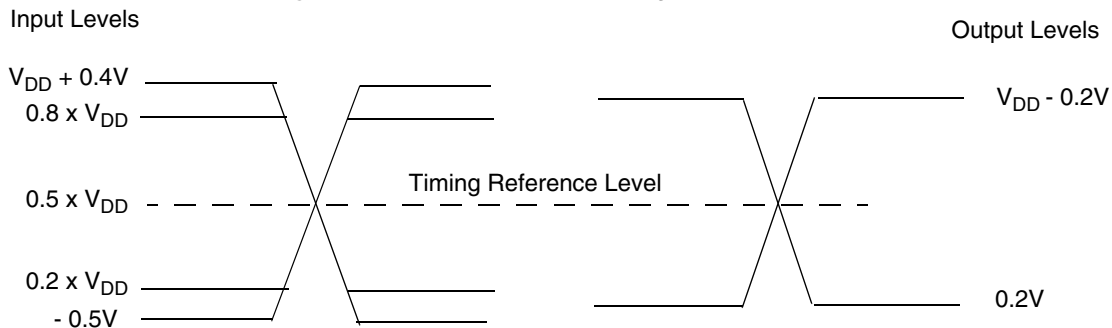 Input Levels
Output Levels
V_DD + 0.4V
0.8 x V_DD
V_DD - 0.2V
Timing Reference Level
0.5 x V_DD
0.2 x V_DD
0.2V
- 0.5V